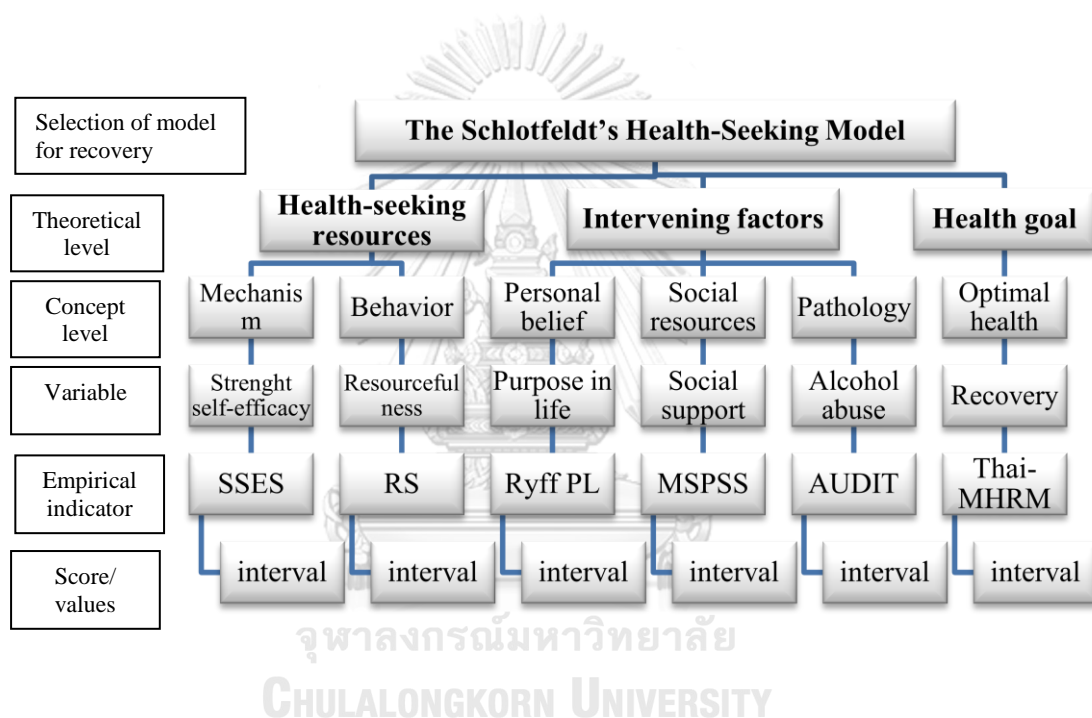 Selection of model
for recovery
The Schlotfeldt's Health-Seeking Model
Theoretical
level
Health-seeking
resources
Intervening factors
Health goal
Concept
level
Mechanis
m
Behavior
Personal
belief
Social
resources
Pathology
Optimal
health
Variable
Strenght
self-efficacy
Resourceful
ness
Purpose in
life
Social
support
Alcohol
abuse
Recovery
Empirical
indicator
SSES
RS
Ryff PL
MSPSS
AUDIT
Thai-
MHRM
Score/
values
interval
interval
interval
interval
interval
interval
จุฬาลงกรณ์มหาวิทยาลัย
CHULALONGKORN UNIVERSITY